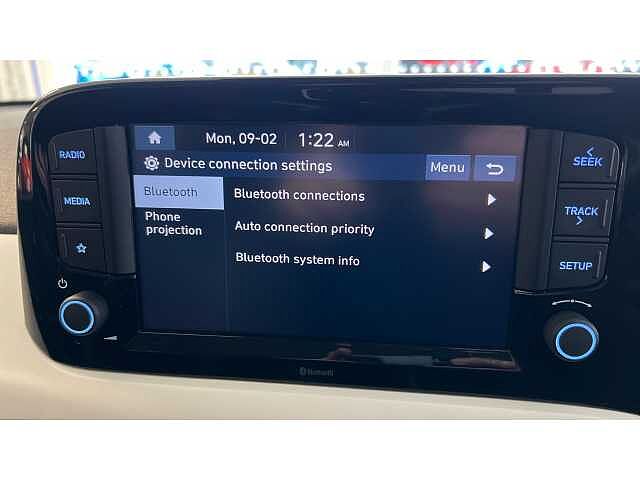 Mon, 09-02 1:22 AM
RADIO
Device connection settings Menu
< SEEK
Bluetooth
Bluetooth connections
MEDIA
Phone
projection
Auto connection priority
TRACK >
Bluetooth system info
SETUP
Bluetooth